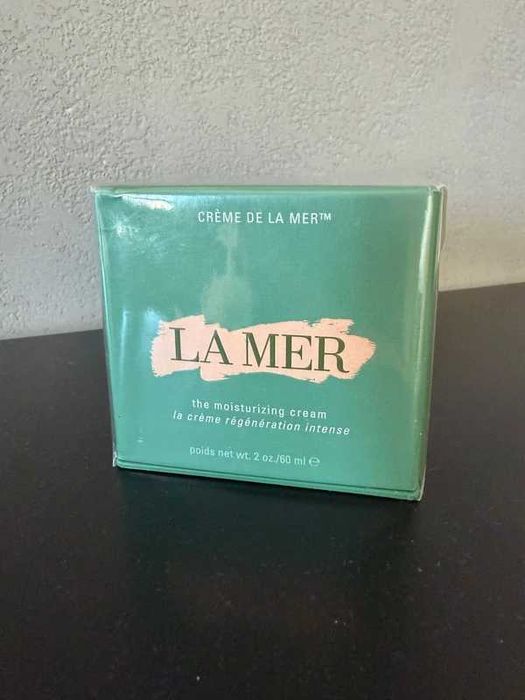 CRÈME DE LA MER™
LA MER
the moisturizing cream
la crème régénération intense
poids net wt. 2 oz./60 ml ℮